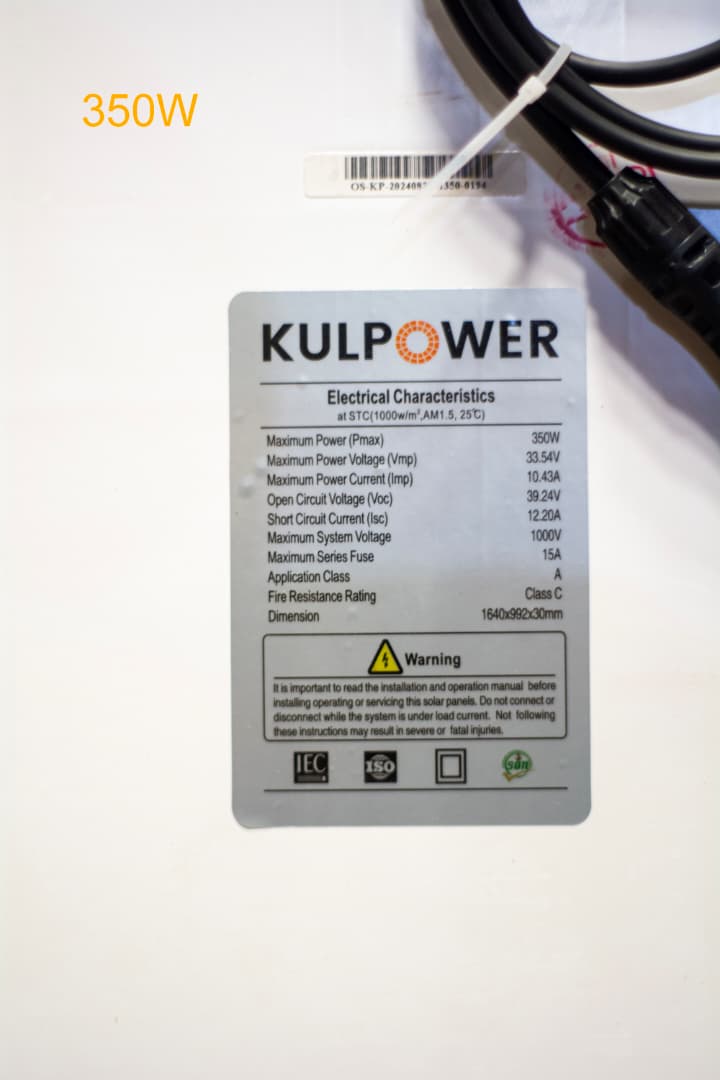 350W
OS-KP-202408 350-0194
KULPOWER
Electrical Characteristics
at STC(1000w/m²,AM1.5, 25℃)
Maximum Power (Pmax) 350W
Maximum Power Voltage (Vmp) 33.54V
Maximum Power Current (Imp) 10.43A
Open Circuit Voltage (Voc) 39.24V
Short Circuit Current (Isc) 12.20A
Maximum System Voltage 1000V
Maximum Series Fuse 15A
Application Class A
Fire Resistance Rating Class C
Dimension 1640x992x30mm
Warning
It is important to read the installation and operation manual before
installing operating or servicing this solar panels. Do not connect or
disconnect while the system is under load current. Not following
these instructions may result in severe or fatal injuries.
IEC ISO sun